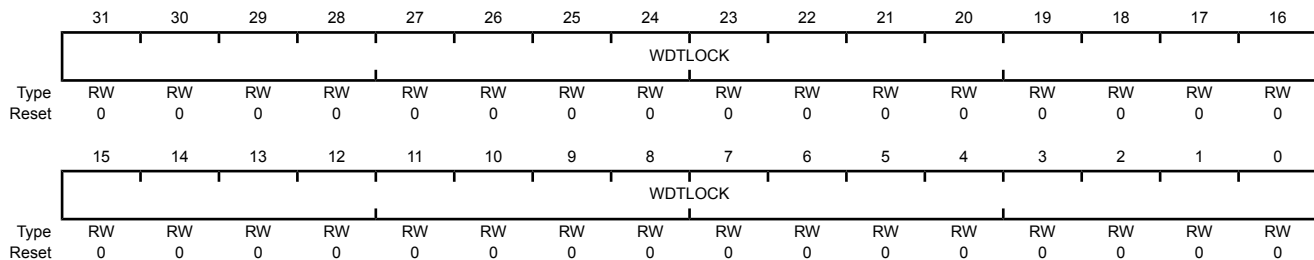 31 30 29 28 27 26 25 24 23 22 21 20 19 18 17 16
WDTLOCK
Type RW RW RW RW RW RW RW RW RW RW RW RW RW RW RW RW
Reset 0 0 0 0 0 0 0 0 0 0 0 0 0 0 0 0
15 14 13 12 11 10 9 8 7 6 5 4 3 2 1 0
WDTLOCK
Type RW RW RW RW RW RW RW RW RW RW RW RW RW RW RW RW
Reset 0 0 0 0 0 0 0 0 0 0 0 0 0 0 0 0